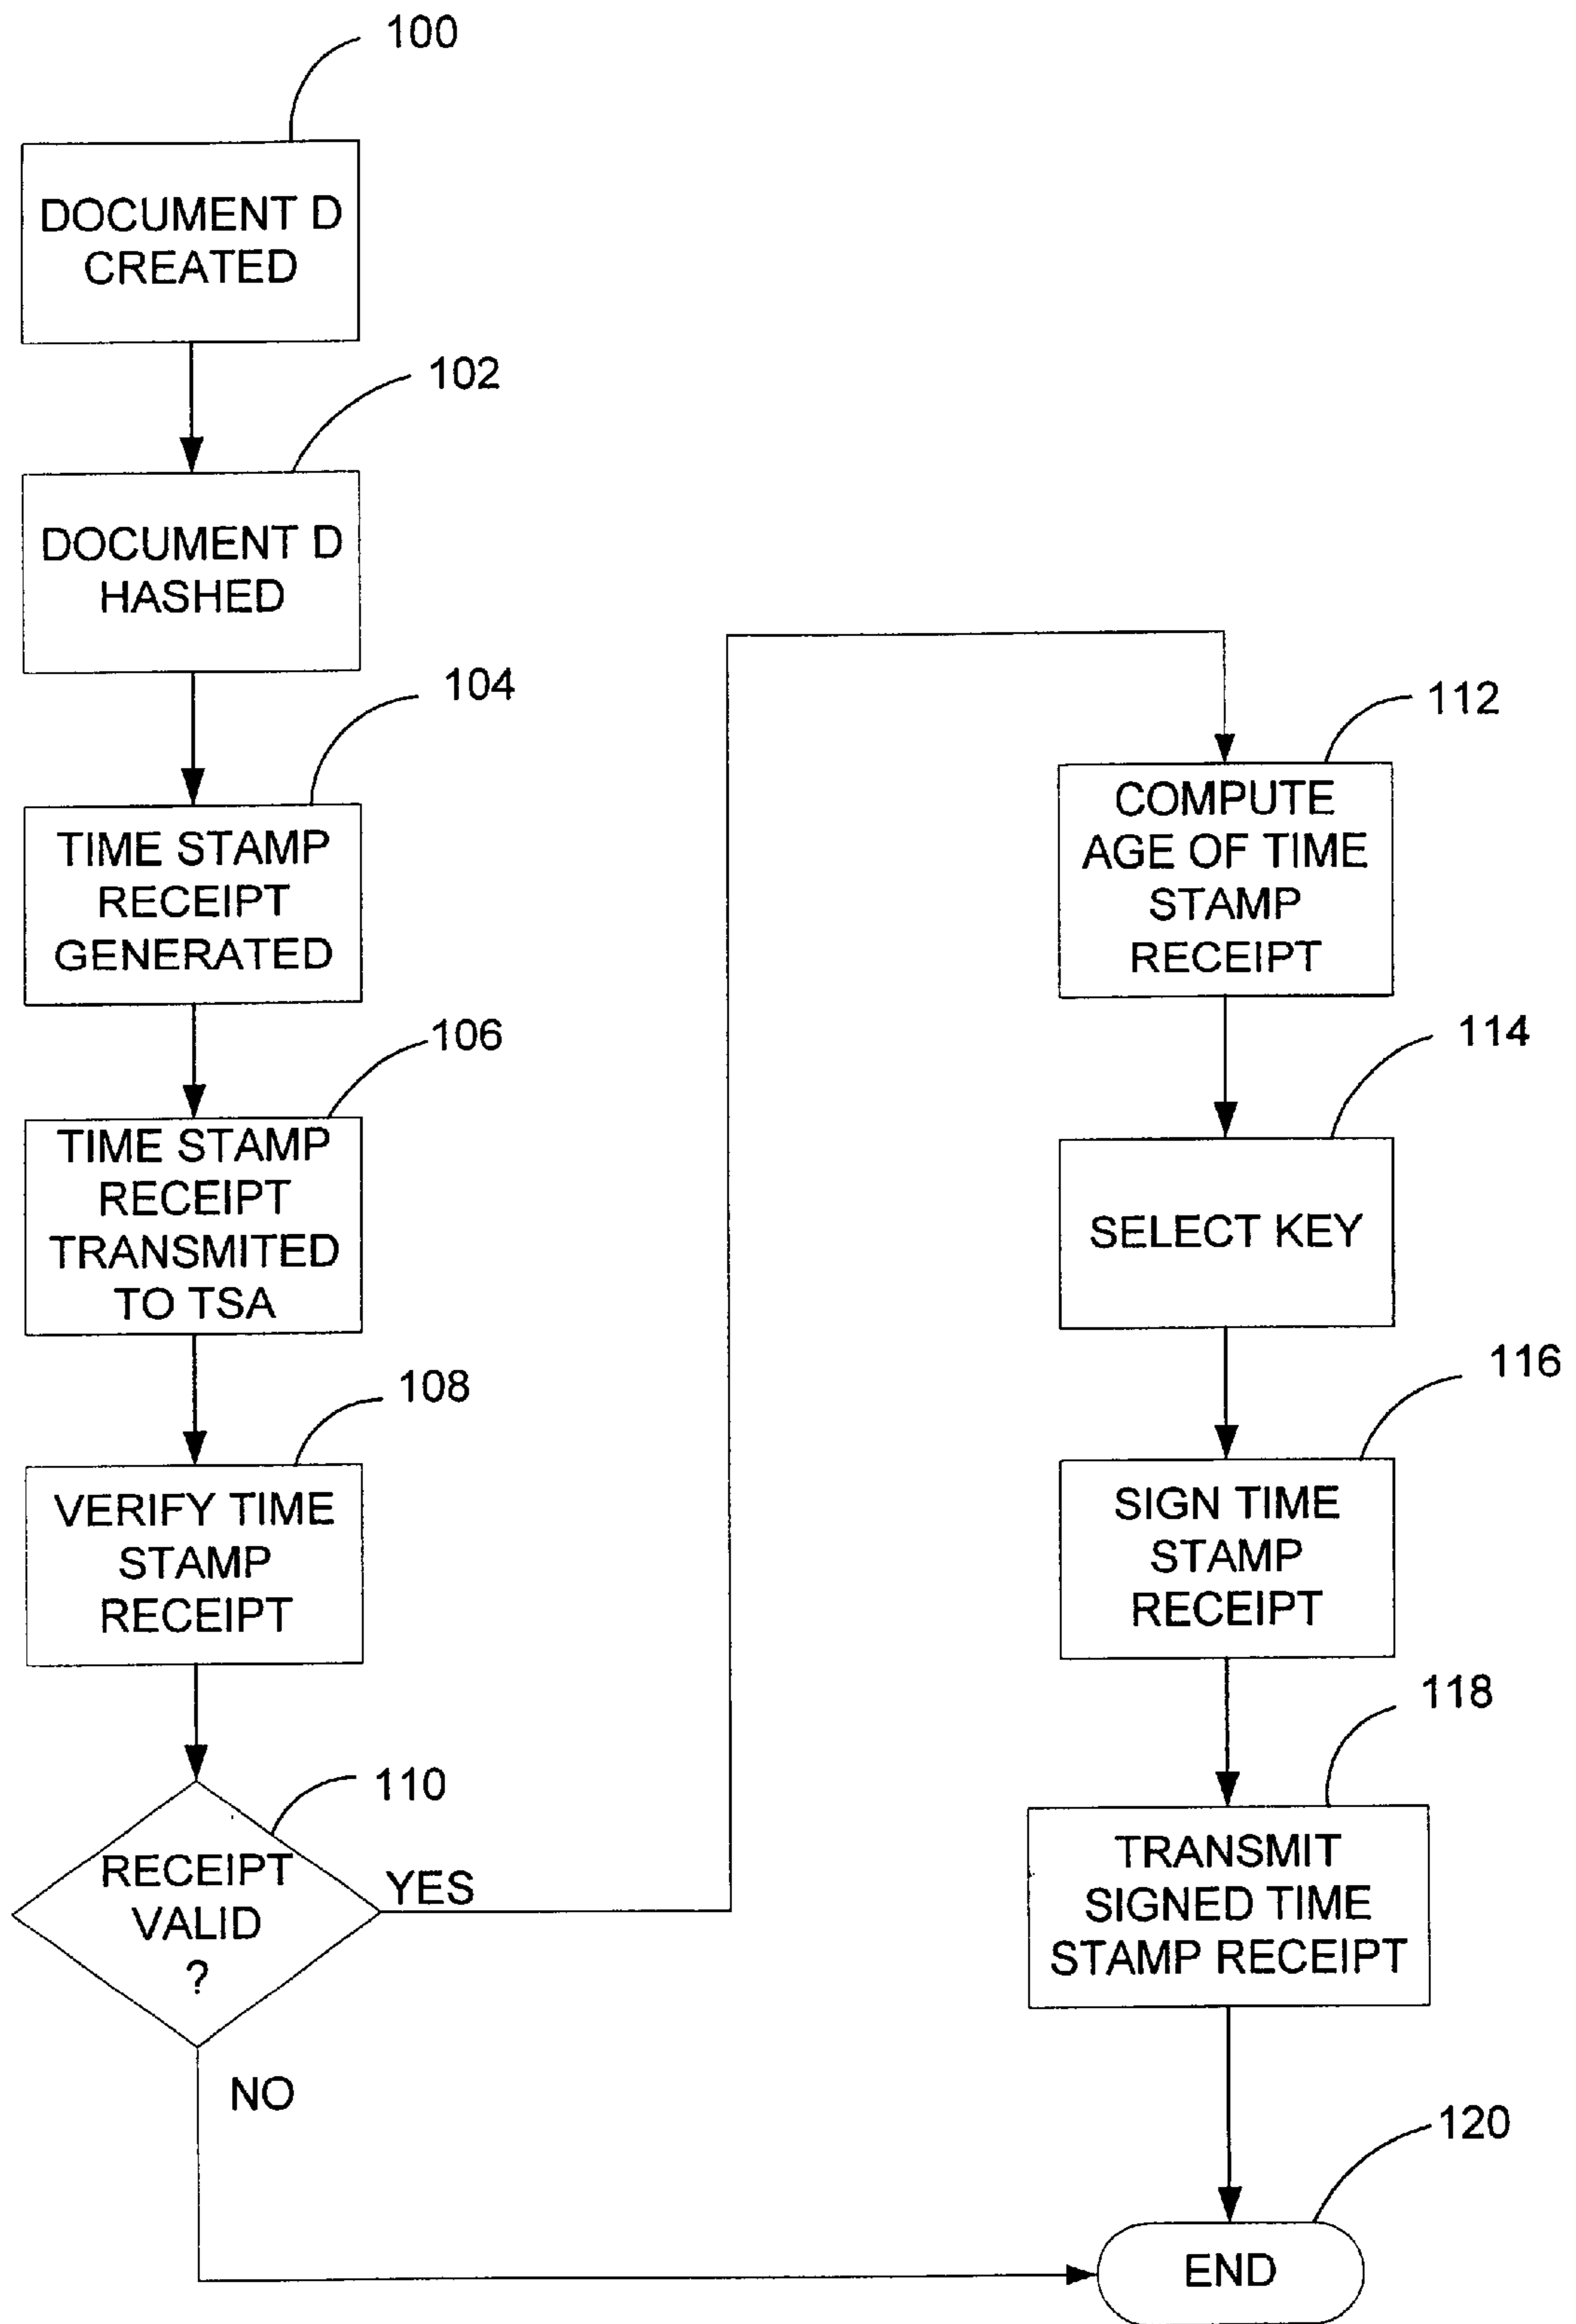 100
DOCUMENT D
CREATED
102
DOCUMENT D
HASHED
104
TIME STAMP
RECEIPT
GENERATED
106
TIME STAMP
RECEIPT
TRANSMITED
TO TSA
108
VERIFY TIME
STAMP
RECEIPT
110
RECEIPT
VALID
?
YES
NO
112
COMPUTE
AGE OF TIME
STAMP
RECEIPT
114
SELECT KEY
116
SIGN TIME
STAMP
RECEIPT
118
TRANSMIT
SIGNED TIME
STAMP RECEIPT
120
END